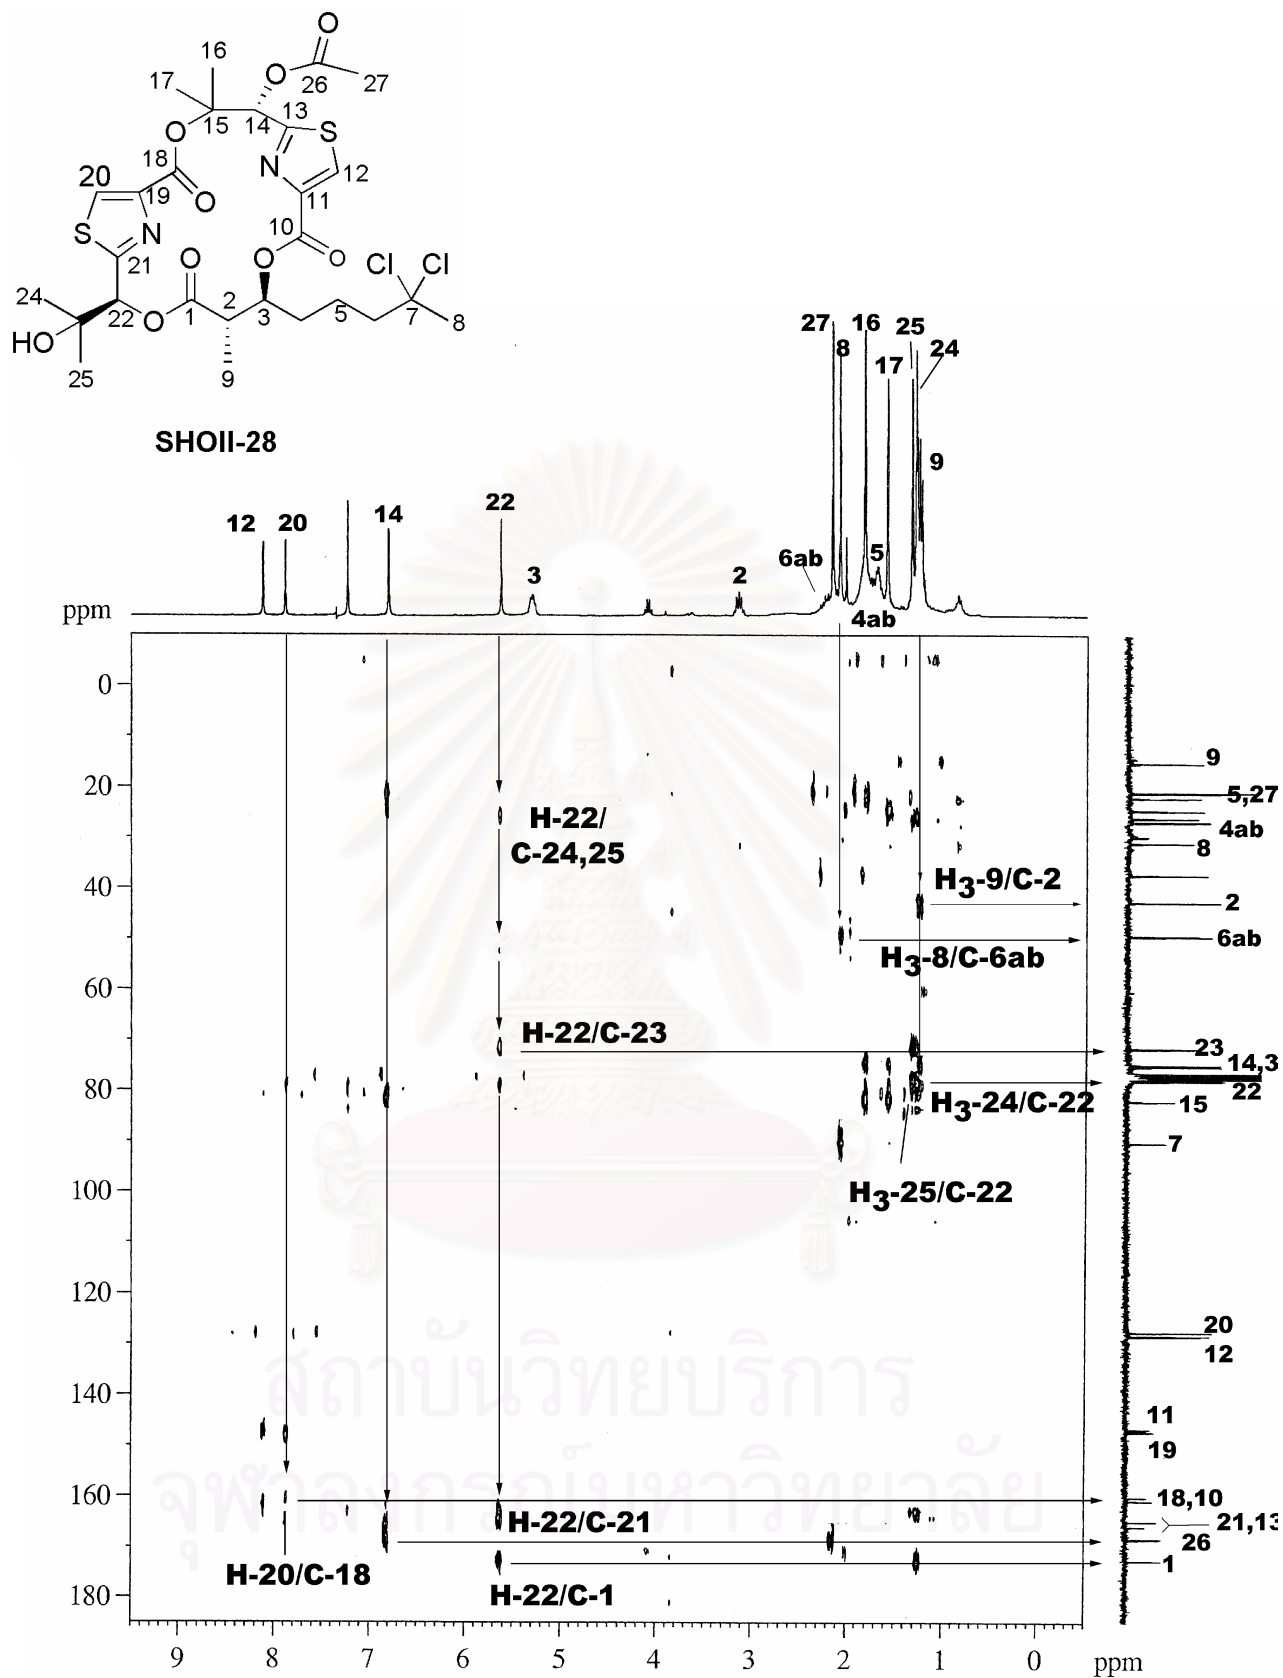 O
16
O
17
26
27
13
S
O
15
14
18
N
12
20
19
O
11
S
N
10
21
O
O
O
Cl
Cl
24
2
22
O
1
3
5
7
8
HO
25
9
SHOII-28
27
16
25
8
24
17
9
12
20
14
22
6ab
5
3
2
4ab
ppm
0
20
40
60
80
100
120
140
160
180
9
8
7
6
5
4
3
2
1
0
ppm
H-22/
C-24,25
H3-9/C-2
H3-8/C-6ab
H-22/C-23
H3-24/C-22
H3-25/C-22
H-22/C-21
H-20/C-18
H-22/C-1
9
5,27
4ab
8
2
6ab
23
14,3
22
15
7
20
12
11
19
18,10
21,13
26
1
สถาบันวิทยบริการ
จุฬาลงกรณ์มหาวิทยาลัย